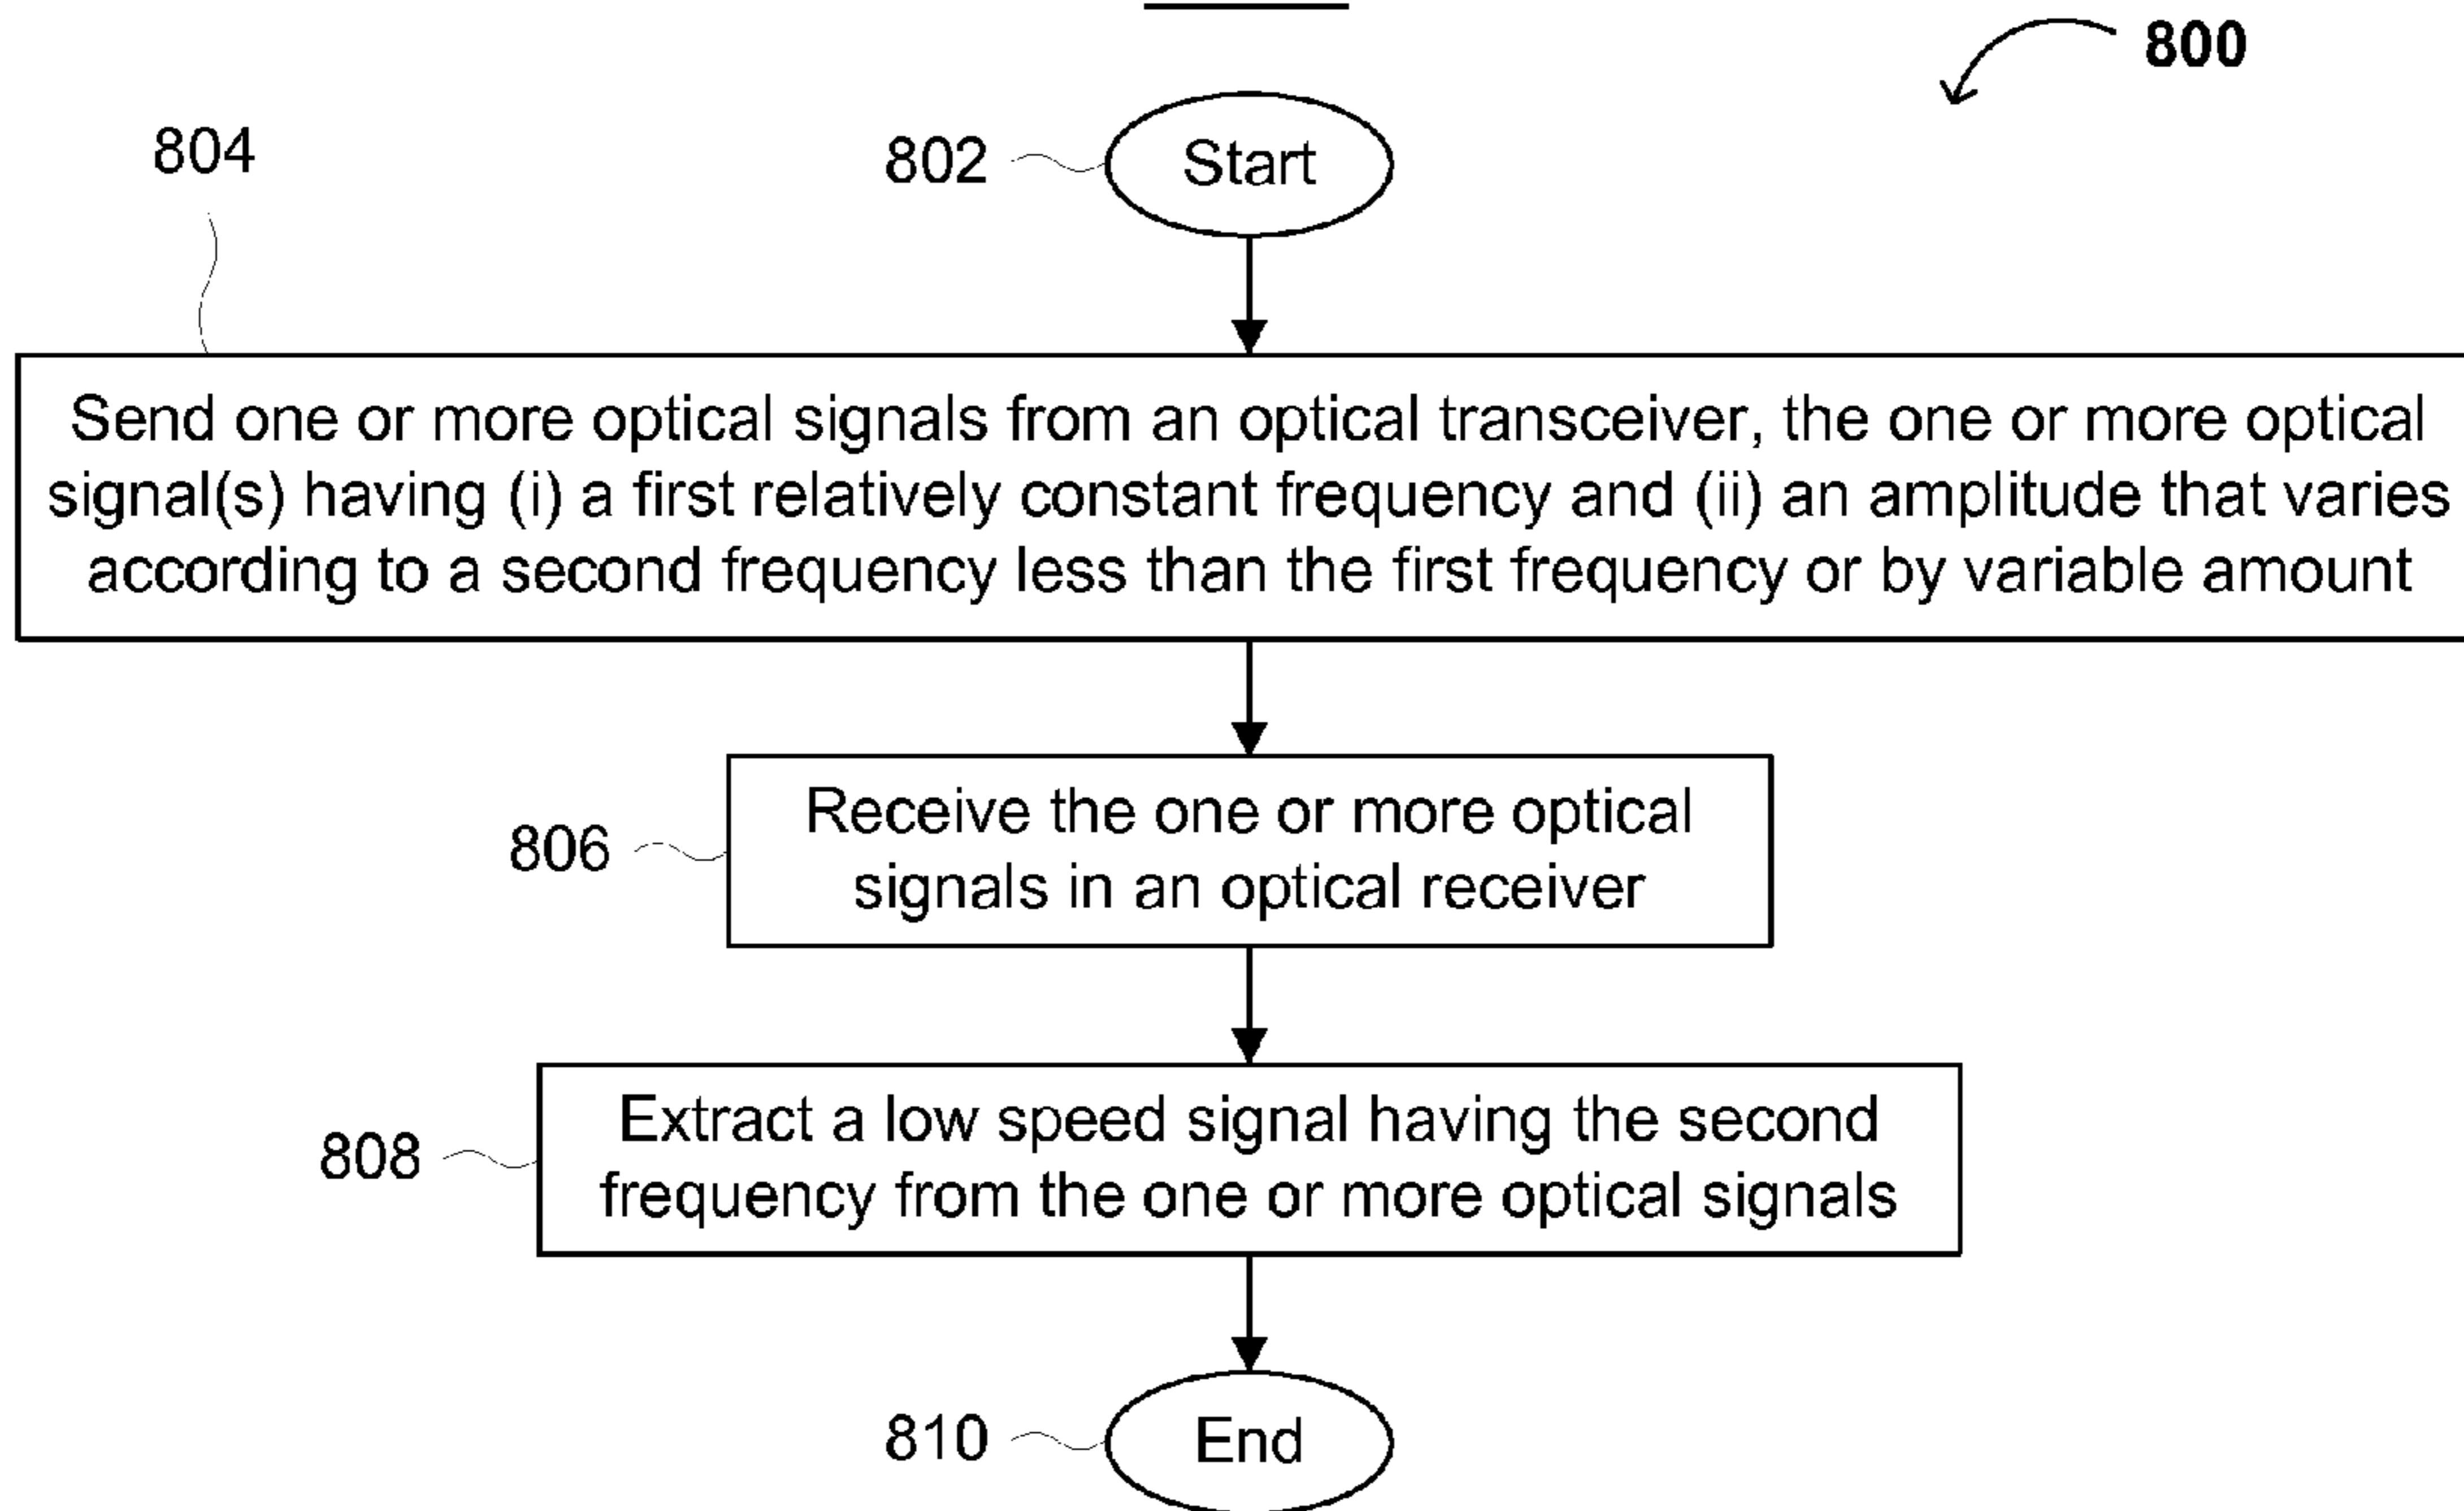 800
802
Start
804
Send one or more optical signals from an optical transceiver, the one or more optical
signal(s) having (i) a first relatively constant frequency and (ii) an amplitude that varies
according to a second frequency less than the first frequency or by variable amount
806
Receive the one or more optical
signals in an optical receiver
808
Extract a low speed signal having the second
frequency from the one or more optical signals
810
End